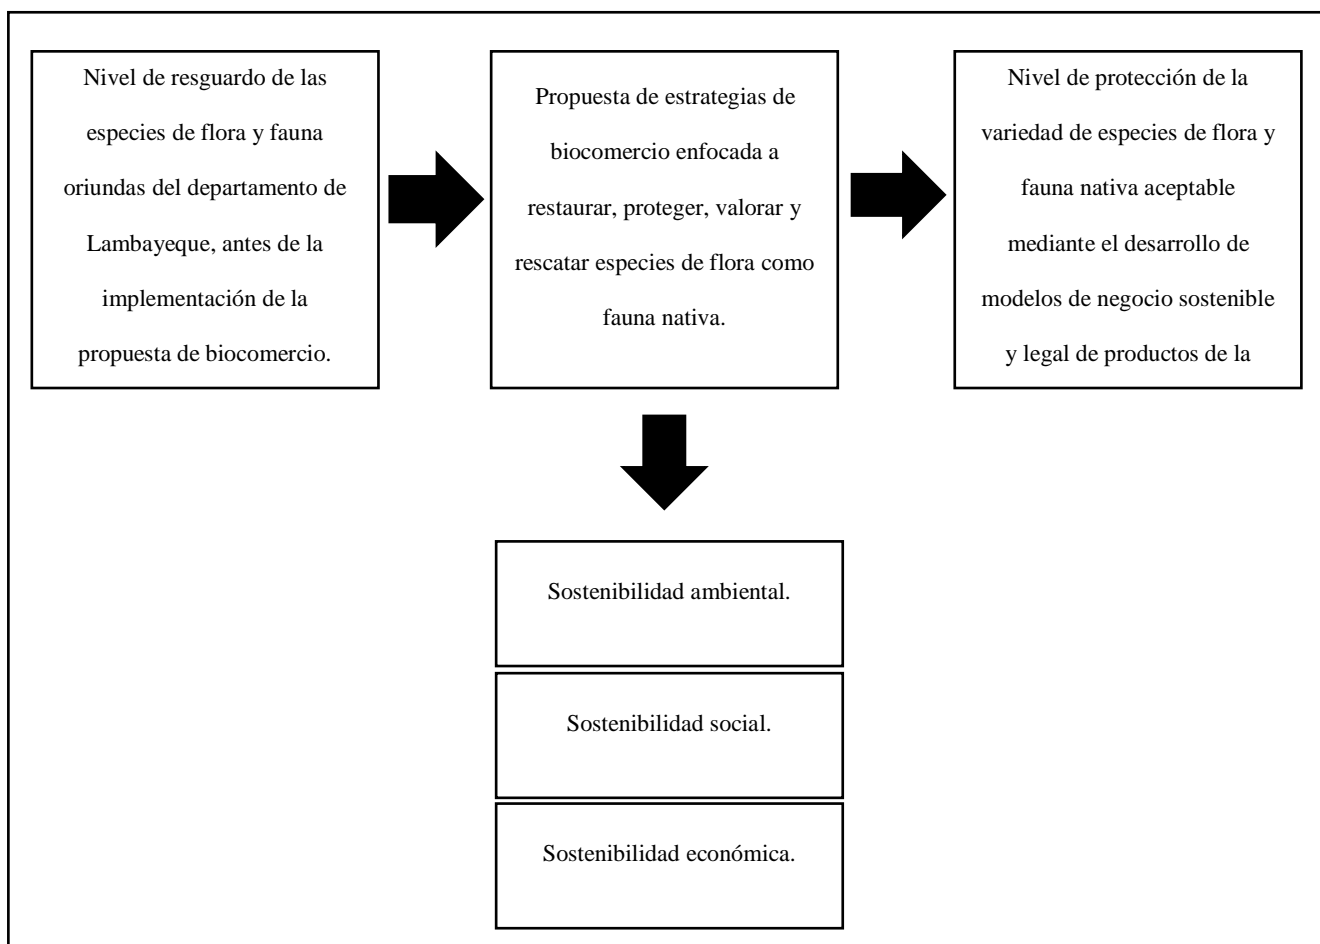 Nivel de resguardo de las
especies de flora y fauna
oriundas del departamento de
Lambayeque, antes de la
implementación de la
propuesta de biocomercio.
Propuesta de estrategias de
biocomercio enfocada a
restaurar, proteger, valorar y
rescatar especies de flora como
fauna nativa.
Nivel de protección de la
variedad de especies de flora y
fauna nativa aceptable
mediante el desarrollo de
modelos de negocio sostenible
y legal de productos de la
Sostenibilidad ambiental.
Sostenibilidad social.
Sostenibilidad económica.